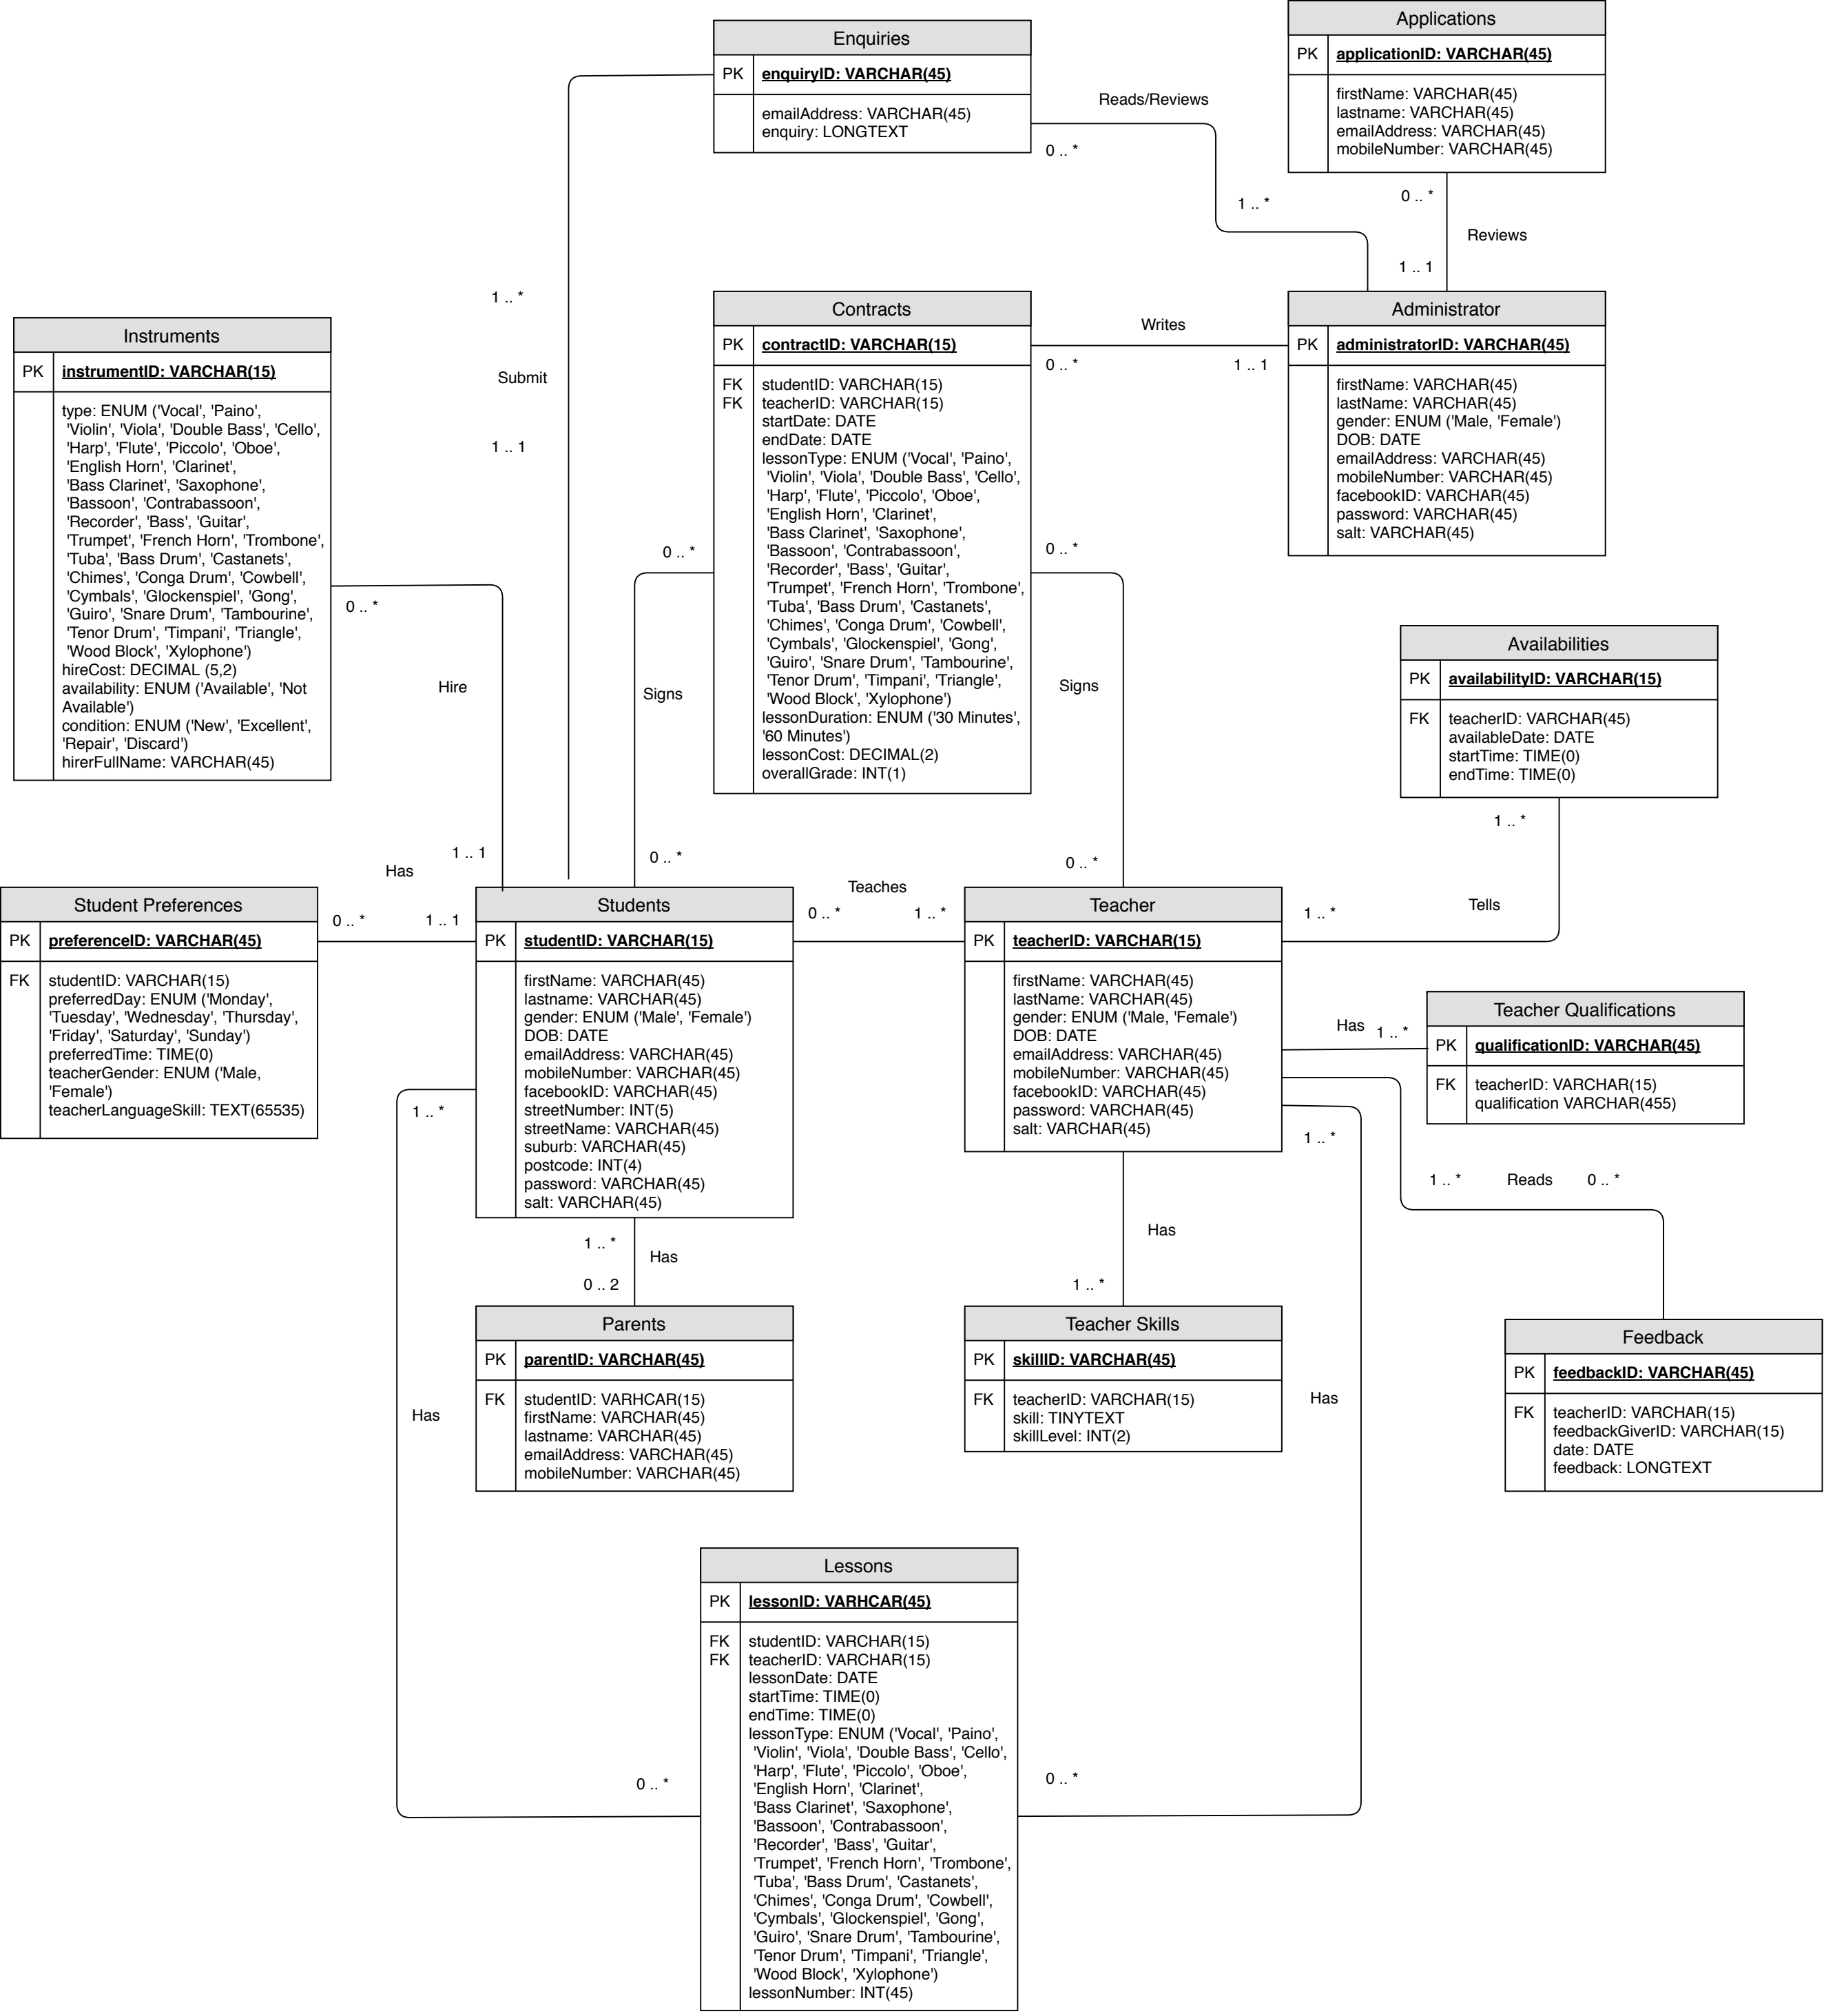 Applications
PK applicationID: VARCHAR(45)
firstName: VARCHAR(45)
lastname: VARCHAR(45)
emailAddress: VARCHAR(45)
mobileNumber: VARCHAR(45)
Enquiries
PK enquiryID: VARCHAR(45)
emailAddress: VARCHAR(45)
enquiry: LONGTEXT
Reads/Reviews
0 .. *
1 .. *
0 .. *
Reviews
1 .. 1
1 .. *
Submit
1 .. 1
Instruments
PK instrumentID: VARCHAR(15)
type: ENUM ('Vocal', 'Paino',
'Violin', 'Viola', 'Double Bass', 'Cello',
'Harp', 'Flute', 'Piccolo', 'Oboe',
'English Horn', 'Clarinet',
'Bass Clarinet', 'Saxophone',
'Bassoon', 'Contrabassoon',
'Recorder', 'Bass', 'Guitar',
'Trumpet', 'French Horn', 'Trombone',
'Tuba', 'Bass Drum', 'Castanets',
'Chimes', 'Conga Drum', 'Cowbell',
'Cymbals', 'Glockenspiel', 'Gong',
'Guiro', 'Snare Drum', 'Tambourine',
'Tenor Drum', 'Timpani', 'Triangle',
'Wood Block', 'Xylophone')
hireCost: DECIMAL (5,2)
availability: ENUM ('Available', 'Not
Available')
condition: ENUM ('New', 'Excellent',
'Repair', 'Discard')
hirerFullName: VARCHAR(45)
0 .. *
Hire
1 .. 1
Contracts
PK contractID: VARCHAR(15)
FK studentID: VARCHAR(15)
FK teacherID: VARCHAR(15)
startDate: DATE
endDate: DATE
lessonType: ENUM ('Vocal', 'Paino',
'Violin', 'Viola', 'Double Bass', 'Cello',
'Harp', 'Flute', 'Piccolo', 'Oboe',
'English Horn', 'Clarinet',
'Bass Clarinet', 'Saxophone',
'Bassoon', 'Contrabassoon',
'Recorder', 'Bass', 'Guitar',
'Trumpet', 'French Horn', 'Trombone',
'Tuba', 'Bass Drum', 'Castanets',
'Chimes', 'Conga Drum', 'Cowbell',
'Cymbals', 'Glockenspiel', 'Gong',
'Guiro', 'Snare Drum', 'Tambourine',
'Tenor Drum', 'Timpani', 'Triangle',
'Wood Block', 'Xylophone')
lessonDuration: ENUM ('30 Minutes',
'60 Minutes')
lessonCost: DECIMAL(2)
overallGrade: INT(1)
Writes
0 .. *
1 .. 1
Administrator
PK administratorID: VARCHAR(45)
firstName: VARCHAR(45)
lastName: VARCHAR(45)
gender: ENUM ('Male, 'Female')
DOB: DATE
emailAddress: VARCHAR(45)
mobileNumber: VARCHAR(45)
facebookID: VARCHAR(45)
password: VARCHAR(45)
salt: VARCHAR(45)
0 .. *
Signs
0 .. *
0 .. *
Signs
0 .. *
Availabilities
PK availabilityID: VARCHAR(15)
FK teacherID: VARCHAR(45)
availableDate: DATE
startTime: TIME(0)
endTime: TIME(0)
1 .. *
Tells
1 .. *
Student Preferences
PK preferenceID: VARCHAR(45)
FK studentID: VARCHAR(15)
preferredDay: ENUM ('Monday',
'Tuesday', 'Wednesday', 'Thursday',
'Friday', 'Saturday', 'Sunday')
preferredTime: TIME(0)
teacherGender: ENUM ('Male,
'Female')
teacherLanguageSkill: TEXT(65535)
Has
0 .. *
1 .. 1
Students
PK studentID: VARCHAR(15)
firstName: VARCHAR(45)
lastname: VARCHAR(45)
gender: ENUM ('Male', 'Female')
DOB: DATE
emailAddress: VARCHAR(45)
mobileNumber: VARCHAR(45)
facebookID: VARCHAR(45)
streetNumber: INT(5)
streetName: VARCHAR(45)
suburb: VARCHAR(45)
postcode: INT(4)
password: VARCHAR(45)
salt: VARCHAR(45)
Teaches
0 .. *
1 .. *
Teacher
PK teacherID: VARCHAR(15)
firstName: VARCHAR(45)
lastName: VARCHAR(45)
gender: ENUM ('Male, 'Female')
DOB: DATE
emailAddress: VARCHAR(45)
mobileNumber: VARCHAR(45)
facebookID: VARCHAR(45)
password: VARCHAR(45)
salt: VARCHAR(45)
Has
1 .. *
Teacher Qualifications
PK qualificationID: VARCHAR(45)
FK teacherID: VARCHAR(15)
qualification VARCHAR(455)
1 .. *
1 .. *
1 .. *
Reads
0 .. *
1 .. *
Has
0 .. 2
Has
1 .. *
Parents
PK parentID: VARCHAR(45)
FK studentID: VARHCAR(15)
firstName: VARCHAR(45)
lastname: VARCHAR(45)
emailAddress: VARCHAR(45)
mobileNumber: VARCHAR(45)
Teacher Skills
PK skillID: VARCHAR(45)
FK teacherID: VARCHAR(15)
skill: TINYTEXT
skillLevel: INT(2)
Feedback
PK feedbackID: VARCHAR(45)
FK teacherID: VARCHAR(15)
feedbackGiverID: VARCHAR(15)
date: DATE
feedback: LONGTEXT
Has
Has
Lessons
PK lessonID: VARHCAR(45)
FK studentID: VARCHAR(15)
FK teacherID: VARCHAR(15)
lessonDate: DATE
startTime: TIME(0)
endTime: TIME(0)
lessonType: ENUM ('Vocal', 'Paino',
'Violin', 'Viola', 'Double Bass', 'Cello',
'Harp', 'Flute', 'Piccolo', 'Oboe',
'English Horn', 'Clarinet',
'Bass Clarinet', 'Saxophone',
'Bassoon', 'Contrabassoon',
'Recorder', 'Bass', 'Guitar',
'Trumpet', 'French Horn', 'Trombone',
'Tuba', 'Bass Drum', 'Castanets',
'Chimes', 'Conga Drum', 'Cowbell',
'Cymbals', 'Glockenspiel', 'Gong',
'Guiro', 'Snare Drum', 'Tambourine',
'Tenor Drum', 'Timpani', 'Triangle',
'Wood Block', 'Xylophone')
lessonNumber: INT(45)
0 .. *
0 .. *